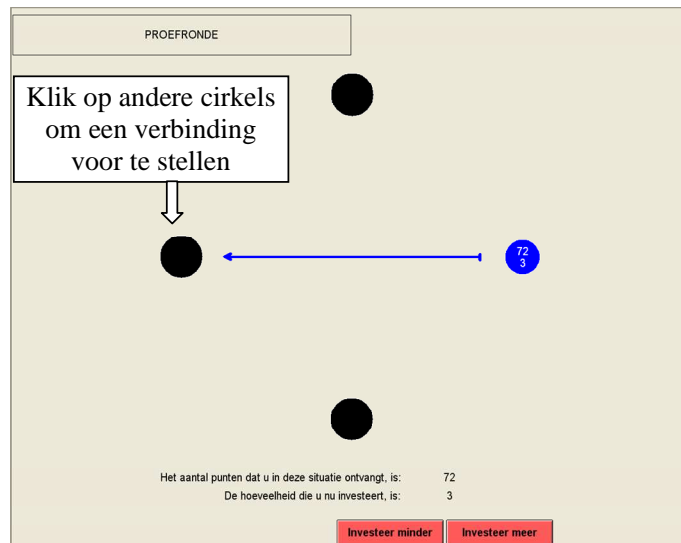 PROEFRONDE
Klik op andere cirkels
om een verbinding
voor te stellen
72
3
Het aantal punten dat u in deze situatie ontvangt, is: 72
De hoeveelheid die u nu investeert, is: 3
Investeer minder Investeer meer